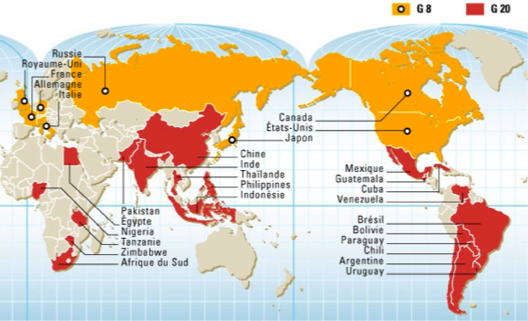 G 8
G 20
Russie
Royaume-Uni
France
Allemagne
Italie
Canada
États-Unis
Japon
Chine
Inde
Thaïlande
Philippines
Indonésie
Pakistan
Égypte
Nigeria
Tanzanie
Zimbabwe
Afrique du Sud
Mexique
Guatemala
Cuba
Venezuela
Brésil
Bolivie
Paraguay
Chili
Argentine
Uruguay